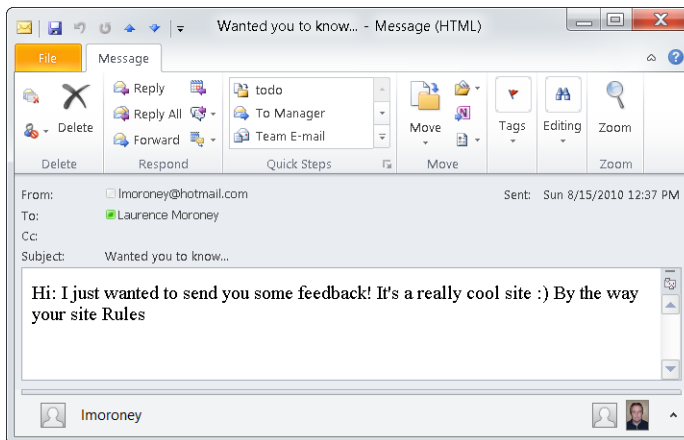 Wanted you to know... - Message (HTML)
File Message
Reply todo
Reply All To Manager
Delete Forward Team E-mail Move Tags Editing Zoom
Delete Respond Quick Steps Move Zoom
From: lmoroney@hotmail.com Sent: Sun 8/15/2010 12:37 PM
To: Laurence Moroney
Cc:
Subject: Wanted you to know...
Hi: I just wanted to send you some feedback! It's a really cool site :) By the way
your site Rules
lmoroney